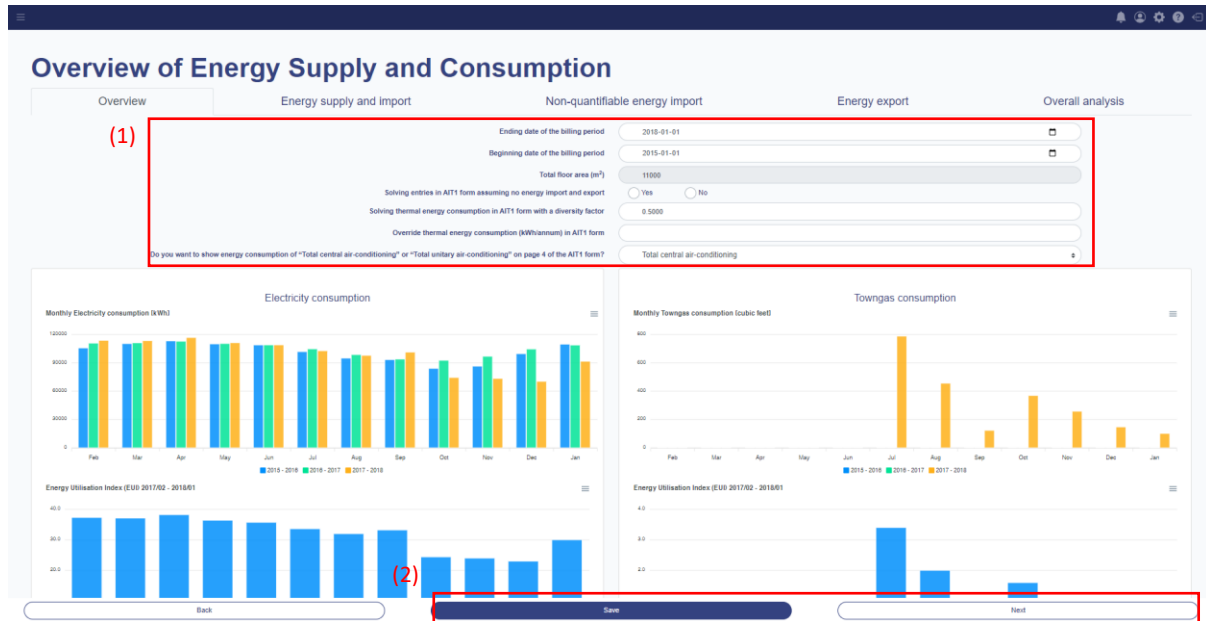 Overview of Energy Supply and Consumption
Overview Energy supply and import Non-quantifiable energy import Energy export Overall analysis
(1)
Ending date of the billing period 2018-01-01
Beginning date of the billing period 2015-01-01
Total floor area (m²) 11000
Solving entries in AIT1 form assuming no energy import and export Yes No
Solving thermal energy consumption in AIT1 form with a diversity factor 0.5000
Override thermal energy consumption (kWh/annum) in AIT1 form
Do you want to show energy consumption of "Total central air-conditioning" or "Total unitary air-conditioning" on page 4 of the AIT1 form? Total central air-conditioning
Electricity consumption
Monthly Electricity consumption [kWh]
120000
90000
60000
30000
0
Feb Mar Apr May Jun Jul Aug Sep Oct Nov Dec Jan
2015 - 2016 2016 - 2017 2017 - 2018
Energy Utilisation Index (EUI) 2017/02 - 2018/01
40.0
30.0
20.0
Towngas consumption
Monthly Towngas consumption [cubic feet]
800
600
400
200
0
Feb Mar Apr May Jun Jul Aug Sep Oct Nov Dec Jan
2015 - 2016 2016 - 2017 2017 - 2018
Energy Utilisation Index (EUI) 2017/02 - 2018/01
4.0
3.0
2.0
(2)
Back Save Next